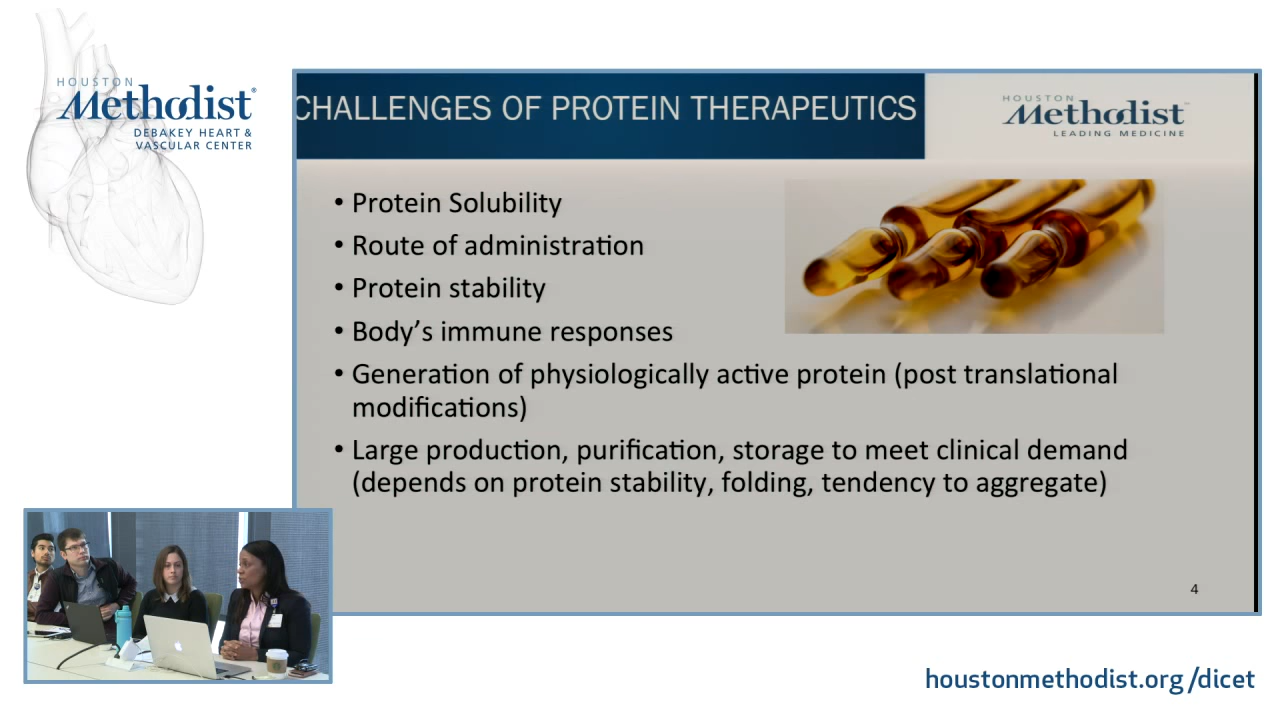 HOUSTON
Methodist®
DEBAKEY HEART &
VASCULAR CENTER
CHALLENGES OF PROTEIN THERAPEUTICS
HOUSTON
Methodist™
LEADING MEDICINE
• Protein Solubility
• Route of administration
• Protein stability
• Body’s immune responses
• Generation of physiologically active protein (post translational
modifications)
• Large production, purification, storage to meet clinical demand
(depends on protein stability, folding, tendency to aggregate)
4
houstonmethodist.org/dicet